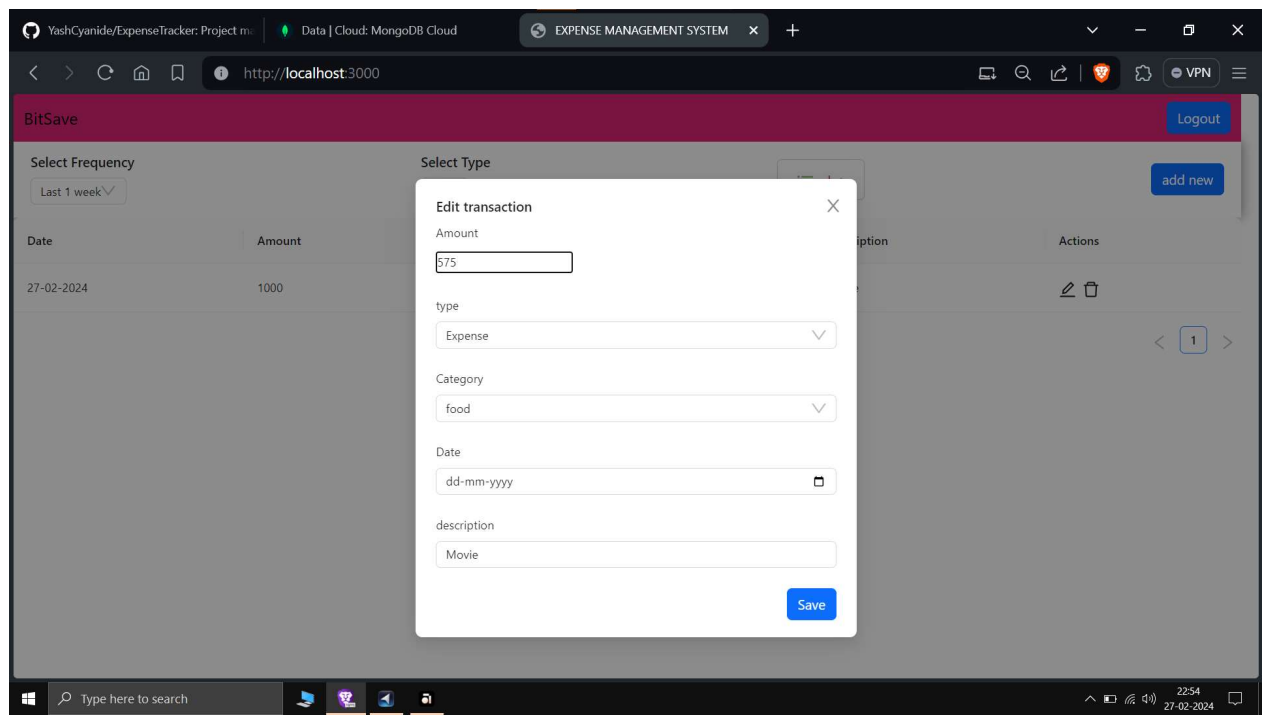 YashCyanide/ExpenseTracker: Project ma
Data | Cloud: MongoDB Cloud
EXPENSE MANAGEMENT SYSTEM
http://localhost:3000
VPN
BitSave
Logout
Select Frequency
Select Type
Last 1 week
add new
Edit transaction
Date
Amount
iption
Actions
27-02-2024
1000
Amount
575
type
Expense
1
Category
food
Date
dd-mm-yyyy
description
Movie
Save
Type here to search
22:54
27-02-2024